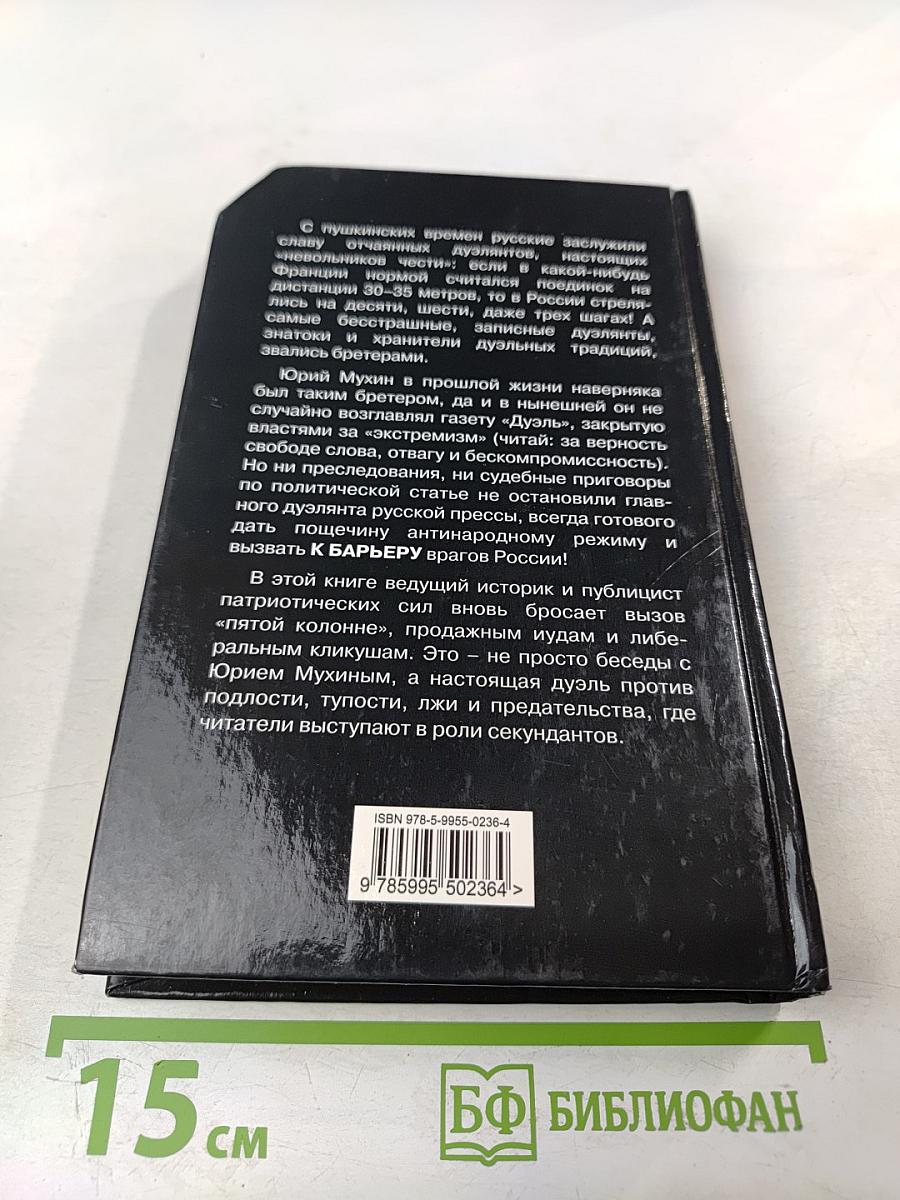 С пушкинских времен русские заслужили
славу отчаянных дуэлянтов, настоящих
«невольников чести»: если в какой-нибудь
Франции нормой считался поединок на
дистанции 30–35 метров, то в России стреля-
лись на десяти, шести, даже трех шагах! А
самые бесстрашные, записные дуэлянты,
знатоки и хранители дуэльных традиций,
звались бретерами.
Юрий Мухин в прошлой жизни наверняка
был таким бретером, да и в нынешней он не
случайно возглавлял газету «Дуэль», закрытую
властями за «экстремизм» (читай: за верность
свободе слова, отвагу и бескомпромиссность).
Но ни преследования, ни судебные приговоры
по политической статье не остановили глав-
ного дуэлянта русской прессы, всегда готового
дать пощечину антинародному режиму и
вызвать К БАРЬЕРУ врагов России!
В этой книге ведущий историк и публицист
патриотических сил вновь бросает вызов
«пятой колонне», продажным иудам и либе-
ральным кликушам. Это – не просто беседы с
Юрием Мухиным, а настоящая дуэль против
подлости, тупости, лжи и предательства, где
читатели выступают в роли секундантов.
ISBN 978-5-9955-0236-4
9 785995 502364 >
15 см
БФ БИБЛИОФАН